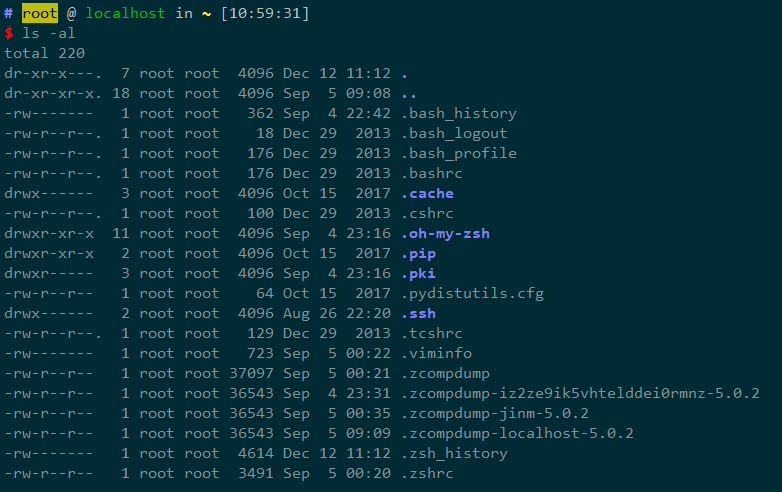 # root @ localhost in ~ [10:59:31]
$ ls -al
total 220
dr-xr-x---.  7 root root  4096 Dec 12 11:12 .
dr-xr-xr-x. 18 root root  4096 Sep  5 09:08 ..
-rw-------   1 root root   362 Sep  4 22:42 .bash_history
-rw-r--r--.  1 root root    18 Dec 29  2013 .bash_logout
-rw-r--r--.  1 root root   176 Dec 29  2013 .bash_profile
-rw-r--r--.  1 root root   176 Dec 29  2013 .bashrc
drwx------   3 root root  4096 Oct 15  2017 .cache
-rw-r--r--.  1 root root   100 Dec 29  2013 .cshrc
drwxr-xr-x  11 root root  4096 Sep  4 23:16 .oh-my-zsh
drwxr-xr-x   2 root root  4096 Oct 15  2017 .pip
drwxr-----   3 root root  4096 Sep  4 23:16 .pki
-rw-r--r--   1 root root    64 Oct 15  2017 .pydistutils.cfg
drwx------   2 root root  4096 Aug 26 22:20 .ssh
-rw-r--r--.  1 root root   129 Dec 29  2013 .tcshrc
-rw-------   1 root root   723 Sep  5 00:22 .viminfo
-rw-r--r--   1 root root 37097 Sep  5 00:21 .zcompdump
-rw-r--r--   1 root root 36543 Sep  4 23:31 .zcompdump-iz2ze9ik5vhtelddei0rmnz-5.0.2
-rw-r--r--   1 root root 36543 Sep  5 00:35 .zcompdump-jinm-5.0.2
-rw-r--r--   1 root root 36543 Sep  5 09:09 .zcompdump-localhost-5.0.2
-rw-------   1 root root  4614 Dec 12 11:12 .zsh_history
-rw-r--r--   1 root root  3491 Sep  5 00:20 .zshrc